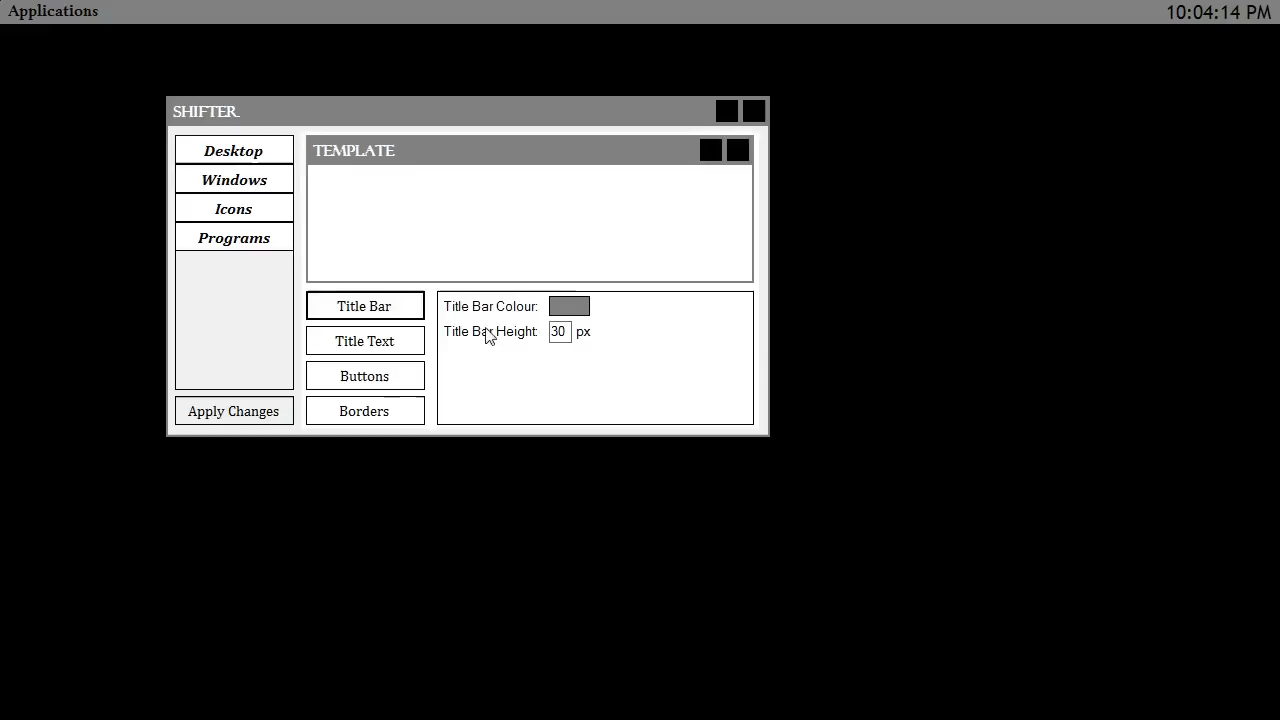 Applications
10:04:14 PM
SHIFTER
Desktop
Windows
Icons
Programs
Apply Changes
TEMPLATE
Title Bar
Title Text
Buttons
Borders
Title Bar Colour:
Title Bar Height: 30 px